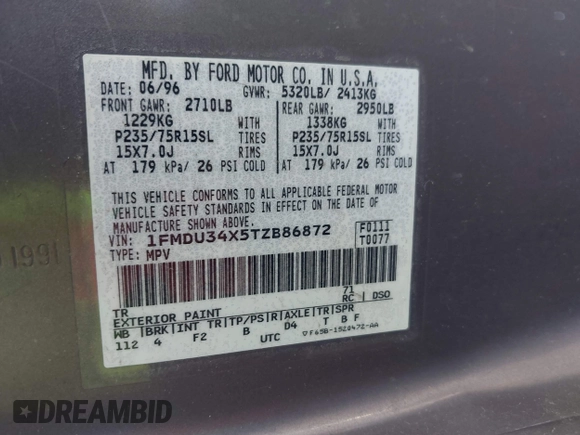 MFD. BY FORD MOTOR CO. IN U.S.A.
DATE: 06/96 GVWR: 5320LB/ 2413KG
FRONT GAWR: 2710LB REAR GAWR: 2950LB
1229KG WITH 1338KG WITH
P235/75R15SL TIRES P235/75R15SL TIRES
15X7.0J RIMS 15X7.0J RIMS
AT 179 kPa/ 26 PSI COLD AT 179 kPa/ 26 PSI COLD
THIS VEHICLE CONFORMS TO ALL APPLICABLE FEDERAL MOTOR
VEHICLE SAFETY STANDARDS IN EFFECT ON THE DATE OF
MANUFACTURE SHOWN ABOVE.
VIN: 1FMDU34X5TZB86872 F0111
TYPE: MPV T0077
71
TR RC DSO
EXTERIOR PAINT
WB BRK INT TR TP/PS R AXLE TR SPR
112 4 F2 B D4 T B F
UTC
DREAMBID